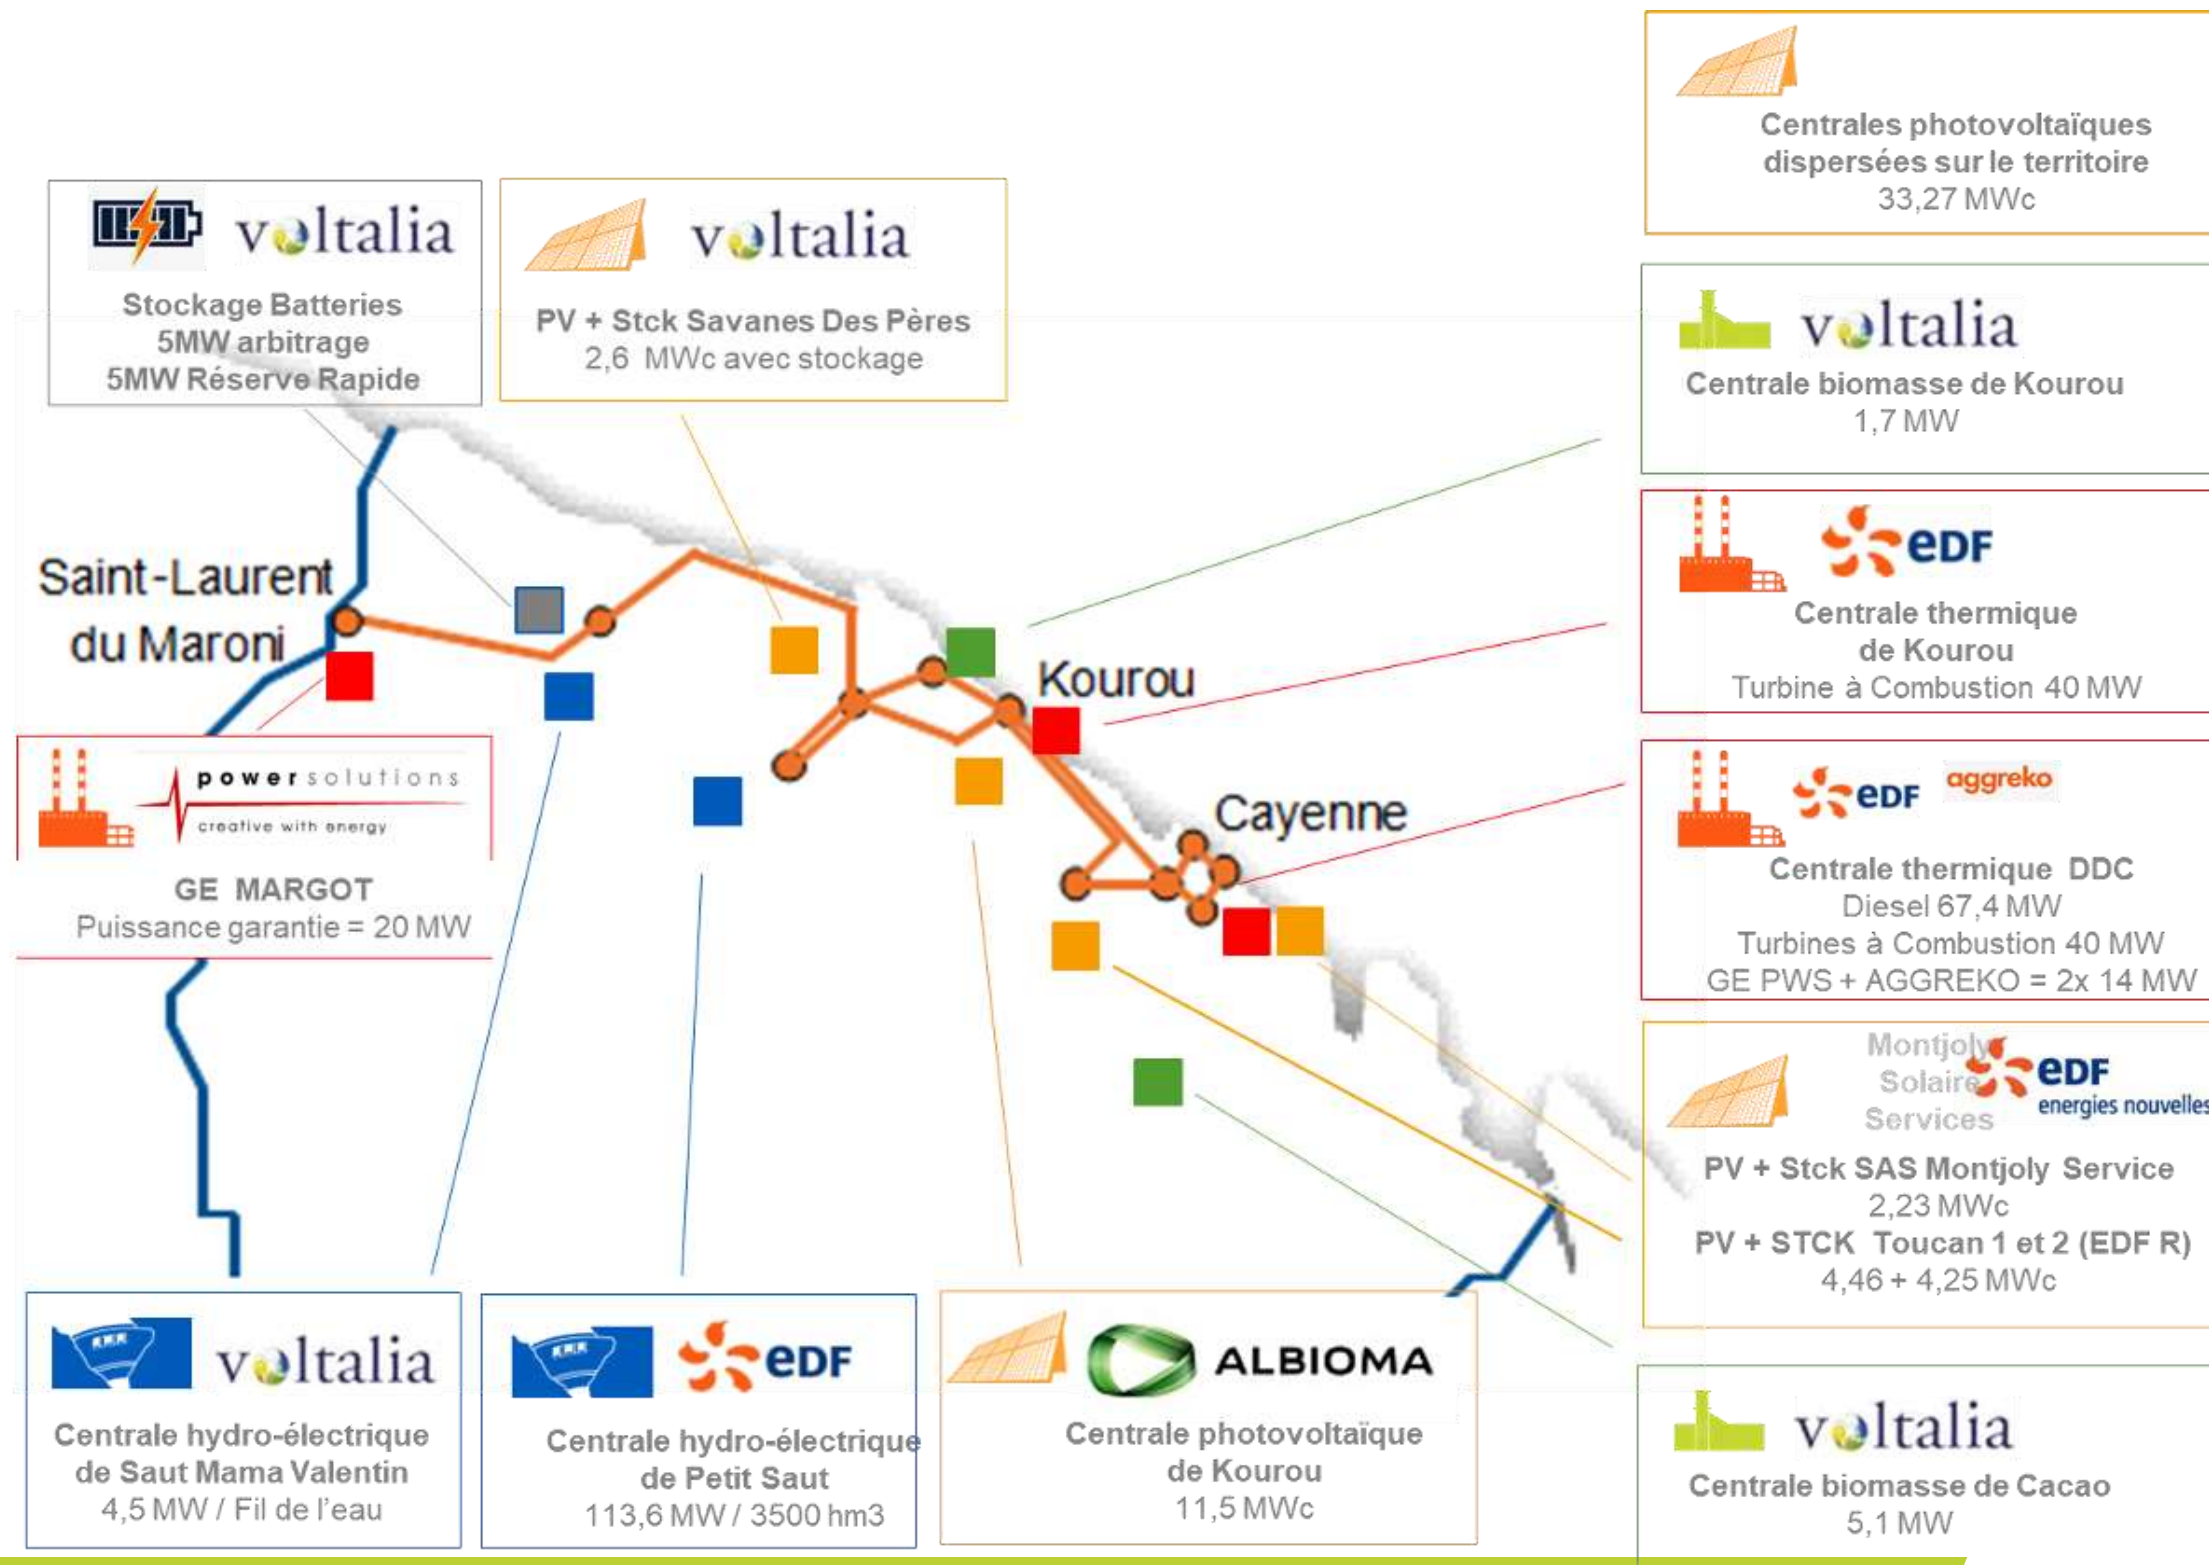 Centrales photovoltaïques
dispersées sur le territoire
33,27 MWc
voltalia
Stockage Batteries
5MW arbitrage
5MW Réserve Rapide
voltalia
PV + Stck Savanes Des Pères
2,6 MWc avec stockage
voltalia
Centrale biomasse de Kourou
1,7 MW
eDF
Centrale thermique
de Kourou
Turbine à Combustion 40 MW
Saint-Laurent
du Maroni
Kourou
Cayenne
powersolutions
creative with energy
GE MARGOT
Puissance garantie = 20 MW
eDF
aggreko
Centrale thermique DDC
Diesel 67,4 MW
Turbines à Combustion 40 MW
GE PWS + AGGREKO = 2x 14 MW
Montjoly
Solaire
Services
eDF
energies nouvelles
PV + Stck SAS Montjoly Service
2,23 MWc
PV + STCK Toucan 1 et 2 (EDF R)
4,46 + 4,25 MWc
voltalia
Centrale hydro-électrique
de Saut Mama Valentin
4,5 MW / Fil de l'eau
eDF
Centrale hydro-électrique
de Petit Saut
113,6 MW / 3500 hm3
ALBIOMA
Centrale photovoltaïque
de Kourou
11,5 MWc
voltalia
Centrale biomasse de Cacao
5,1 MW